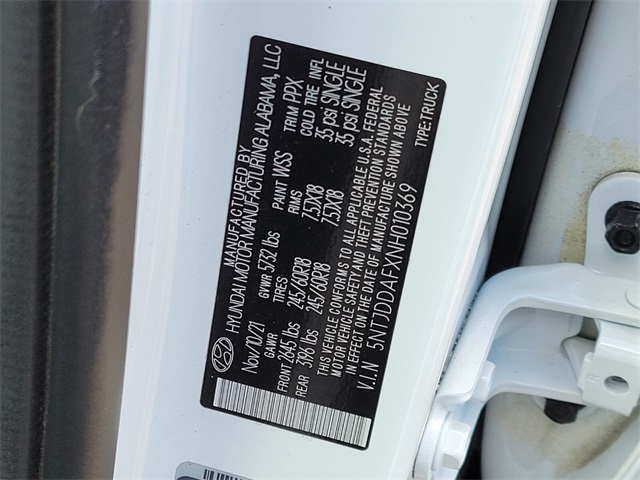 MANUFACTURED BY
HYUNDAI MOTOR MANUFACTURING ALABAMA, LLC
Nov/10/21 GVWR 5732 lbs PAINT WSS TRIM PPX
GAWR TIRES RIMS COLD TIRE INFL
FRONT 2645 lbs 245/60R18 7.5JX18 35 psi SINGLE
REAR 3196 lbs 245/60R18 7.5JX18 35 psi SINGLE
THIS VEHICLE CONFORMS TO ALL APPLICABLE U.S.A. FEDERAL
MOTOR VEHICLE SAFETY AND THEFT PREVENTION STANDARDS
IN EFFECT ON THE DATE OF MANUFACTURE SHOWN ABOVE
V.I.N 5NTJDDAFXNH010369 TYPE:TRUCK
R